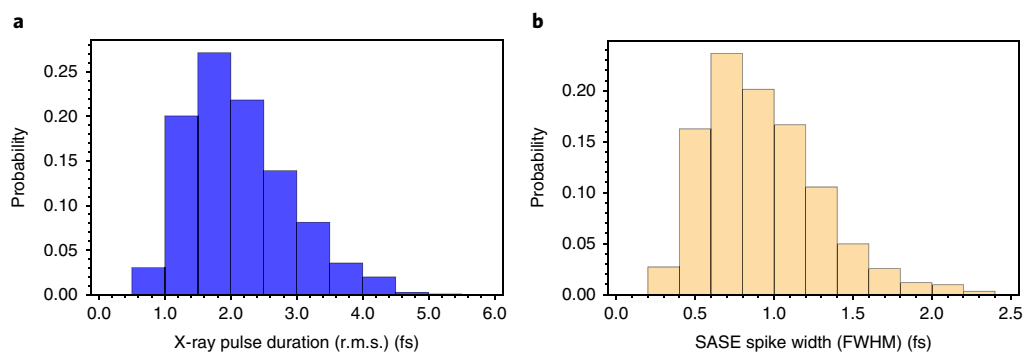 a
b
Probability
0.25
0.20
0.15
0.10
0.05
0.00
0.0 1.0 2.0 3.0 4.0 5.0 6.0
X-ray pulse duration (r.m.s.) (fs)
Probability
0.20
0.15
0.10
0.05
0.00
0.0 0.5 1.0 1.5 2.0 2.5
SASE spike width (FWHM) (fs)